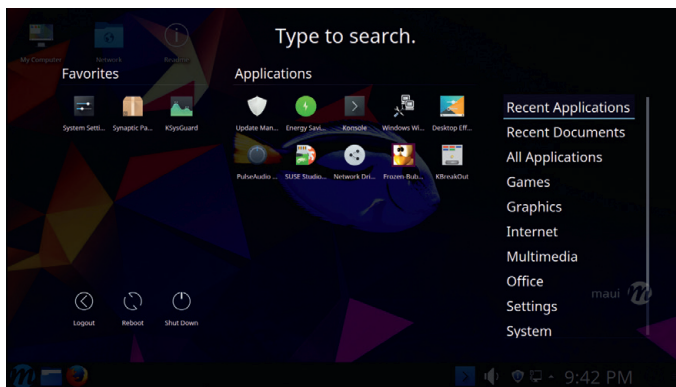 Type to search.
My Computer
Network
Readme
Favorites
Applications
System Setti...
Synaptic Pa...
KSysGuard
Update Man...
Energy Savi...
Konsole
Windows Wi...
Desktop Eff...
PulseAudio ...
SUSE Studio...
Network Dri...
Frozen-Bub...
KBreakOut
Recent Applications
Recent Documents
All Applications
Games
Graphics
Internet
Multimedia
Office
Settings
System
maui
Logout
Reboot
Shut Down
9:42 PM